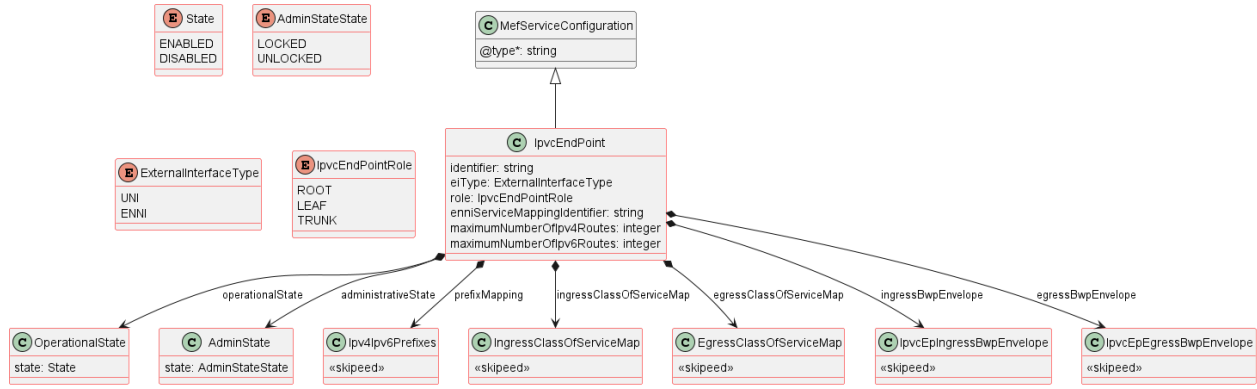 E State
ENABLED
DISABLED
E AdminStateState
LOCKED
UNLOCKED
C MefServiceConfiguration
@type*: string
E ExternalInterfaceType
UNI
ENNI
E IpvcEndPointRole
ROOT
LEAF
TRUNK
C IpvcEndPoint
identifier: string
eiType: ExternalInterfaceType
role: IpvcEndPointRole
enniServiceMappingIdentifier: string
maximumNumberOfIpv4Routes: integer
maximumNumberOfIpv6Routes: integer
operationalState
administrativeState
prefixMapping
ingressClassOfServiceMap
egressClassOfServiceMap
ingressBwpEnvelope
egressBwpEnvelope
C OperationalState
state: State
C AdminState
state: AdminStateState
C Ipv4Ipv6Prefixes
«skipeed»
C IngressClassOfServiceMap
«skipeed»
C EgressClassOfServiceMap
«skipeed»
C IpvcEpIngressBwpEnvelope
«skipeed»
C IpvcEpEgressBwpEnvelope
«skipeed»